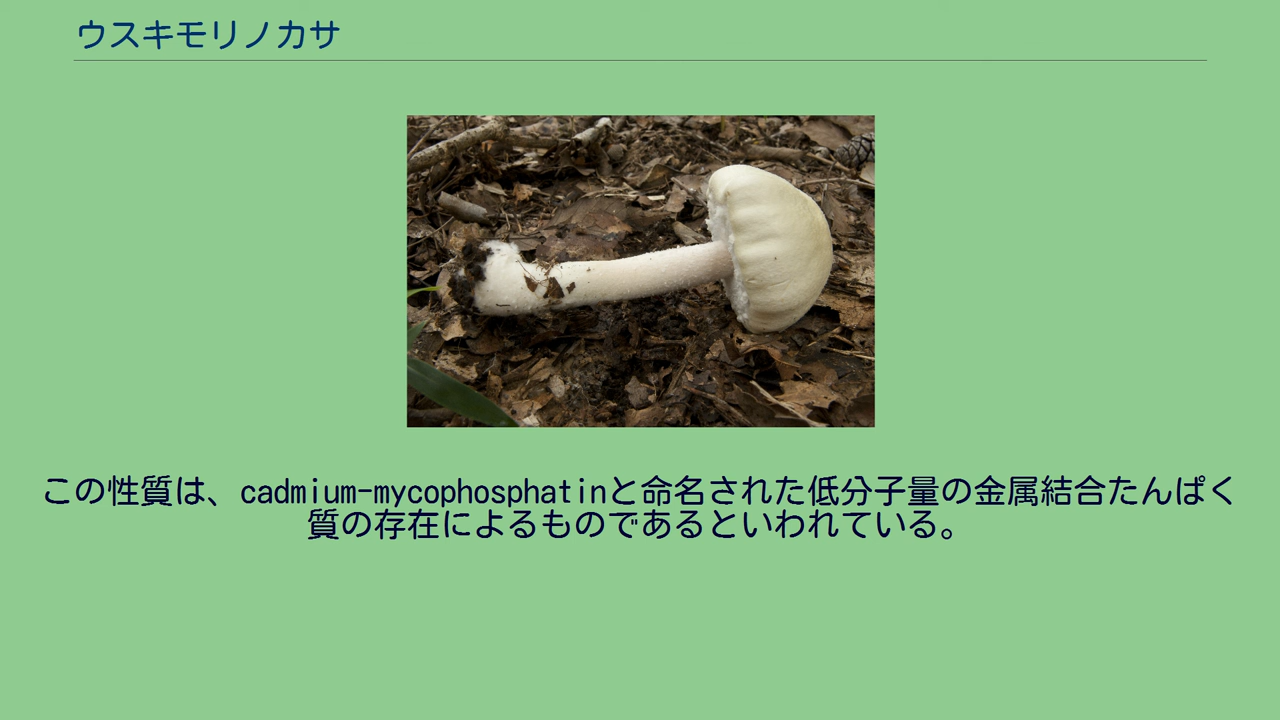 ウスキモリノカサ
この性質は、cadmium-mycophosphatinと命名された低分子量の金属結合たんぱく
質の存在によるものであるといわれている。